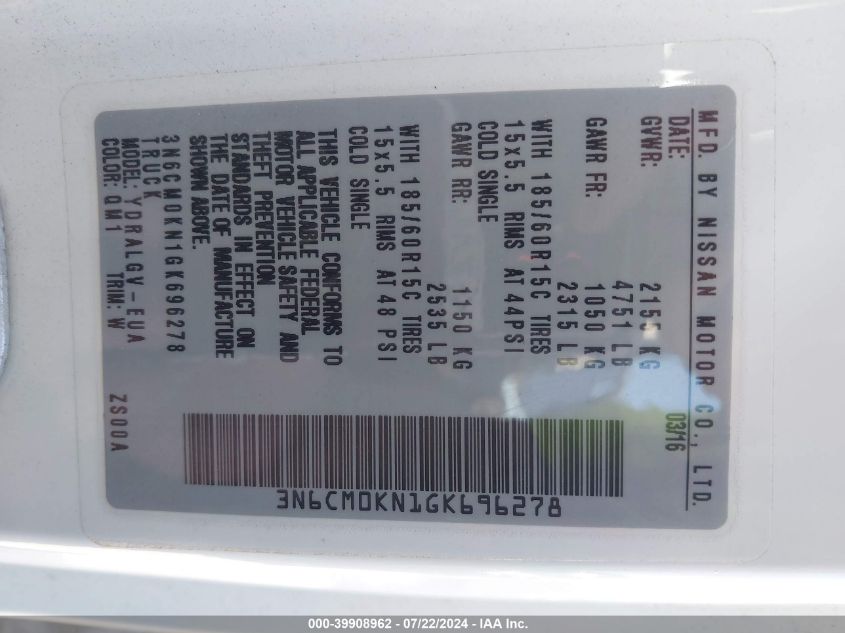 MFD. BY NISSAN MOTOR CO., LTD.
DATE: 03/16
GVWR: 2155 KG
4751 LB
GAWR FR: 1050 KG
2315 LB
WITH 185/60R15C TIRES
15x5.5 RIMS AT 44PSI
COLD SINGLE
GAWR RR: 1150 KG
2535 LB
WITH 185/60R15C TIRES
15x5.5 RIMS AT 48 PSI
COLD SINGLE
THIS VEHICLE CONFORMS TO
ALL APPLICABLE FEDERAL
MOTOR VEHICLE SAFETY AND
THEFT PREVENTION
STANDARDS IN EFFECT ON
THE DATE OF MANUFACTURE
SHOWN ABOVE.
3N6CM0KN1GK696278
TRUCK
MODEL: YDRALGV-EUA
COLOR: QM1 TRIM: W ZS00A
3N6CM0KN1GK696278
000-39908962 - 07/22/2024 - IAA Inc.